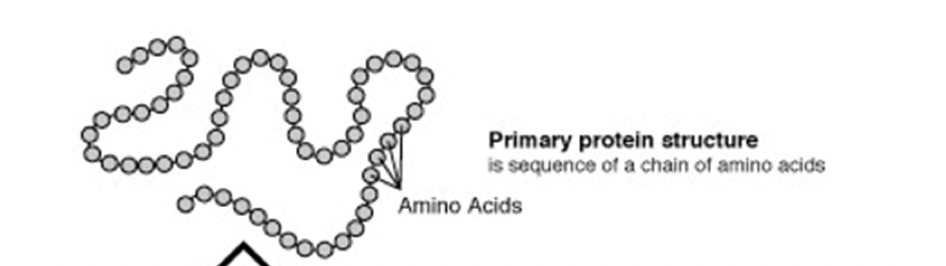 Primary protein structure
is sequence of a chain of amino acids
Amino Acids